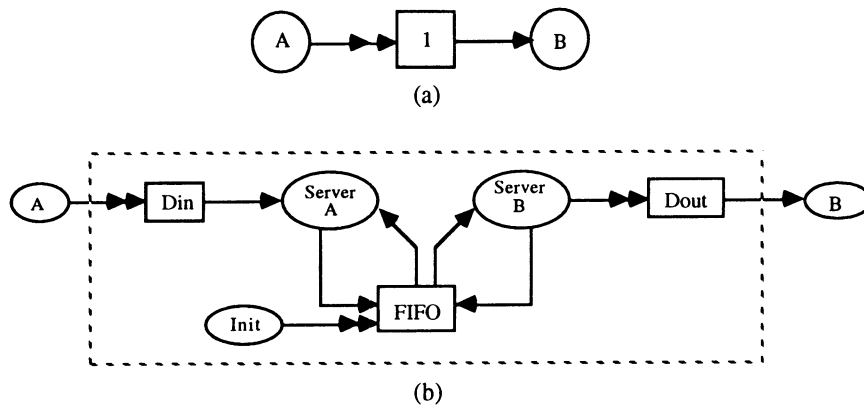 A
1
B
(a)
A
Din
Server
A
Server
B
Dout
B
Init
FIFO
(b)